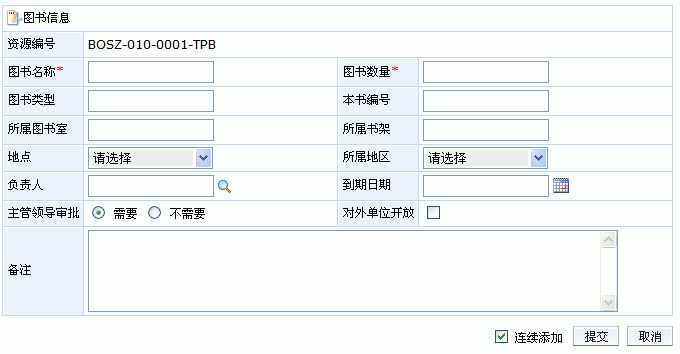 图书信息
资源编号 BOSZ-010-0001-TPB
图书名称* 图书数量*
图书类型 本书编号
所属图书室 所属书架
地点 请选择 所属地区 请选择
负责人 到期日期
主管领导审批 需要 不需要 对外单位开放
备注
连续添加 提交 取消